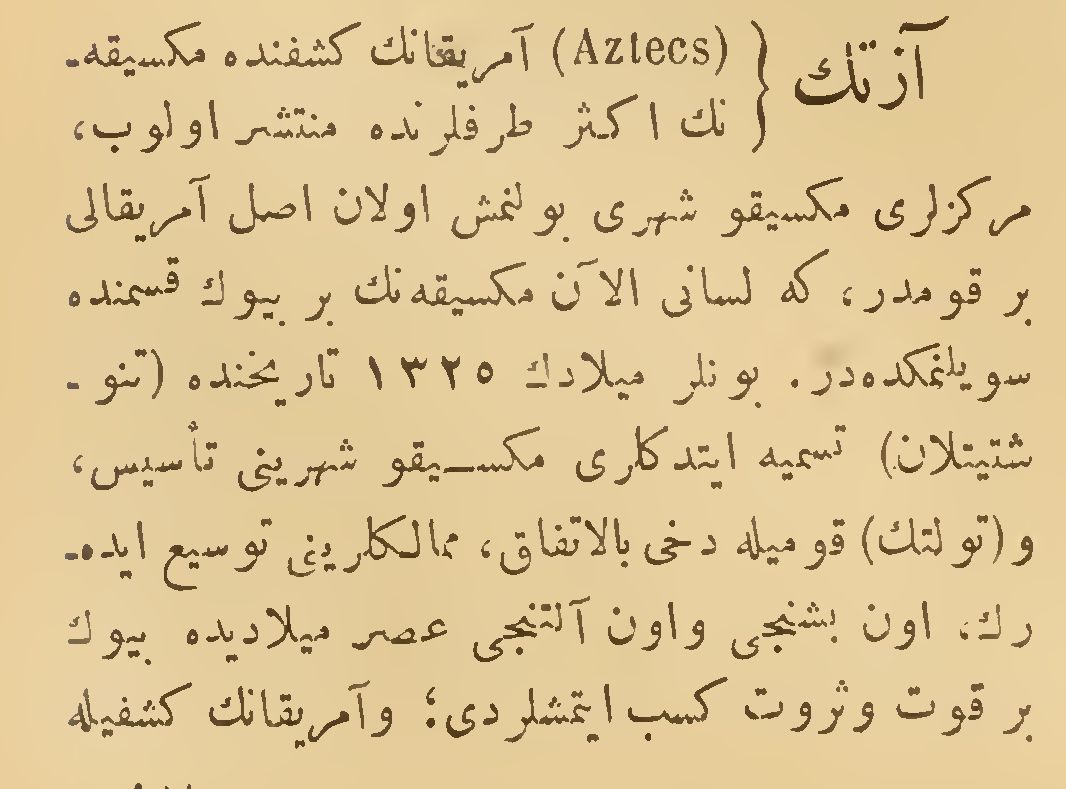 آزتك { (Aztecs) آمریقانك كشفنده مكسیقه‌-
نك اكثر طرفلرنده منتشر اولوب،
مركزلری مكسیقو شهری بولنمش اولان اصل آمریقالی
بر قومدر، كه لسانی الآن مكسیقه‌نك بر بیوك قسمنده
سویلنمكده‌در. بونلر میلادك ١٣٢٥ تاریخنده (تنو-
شتیتلان) تسمیه ایتدكلری مكسیقو شهرینی تأسیس،
و (تولتك) قومیله دخی بالاتفاق، ممالكلرینی توسیع ایده‌-
رك، اون بشنجی واون آلتنجی عصر میلادیده بیوك
بر قوت وثروت كسب ایتمشلردی؛ وآمریقانك كشفیله